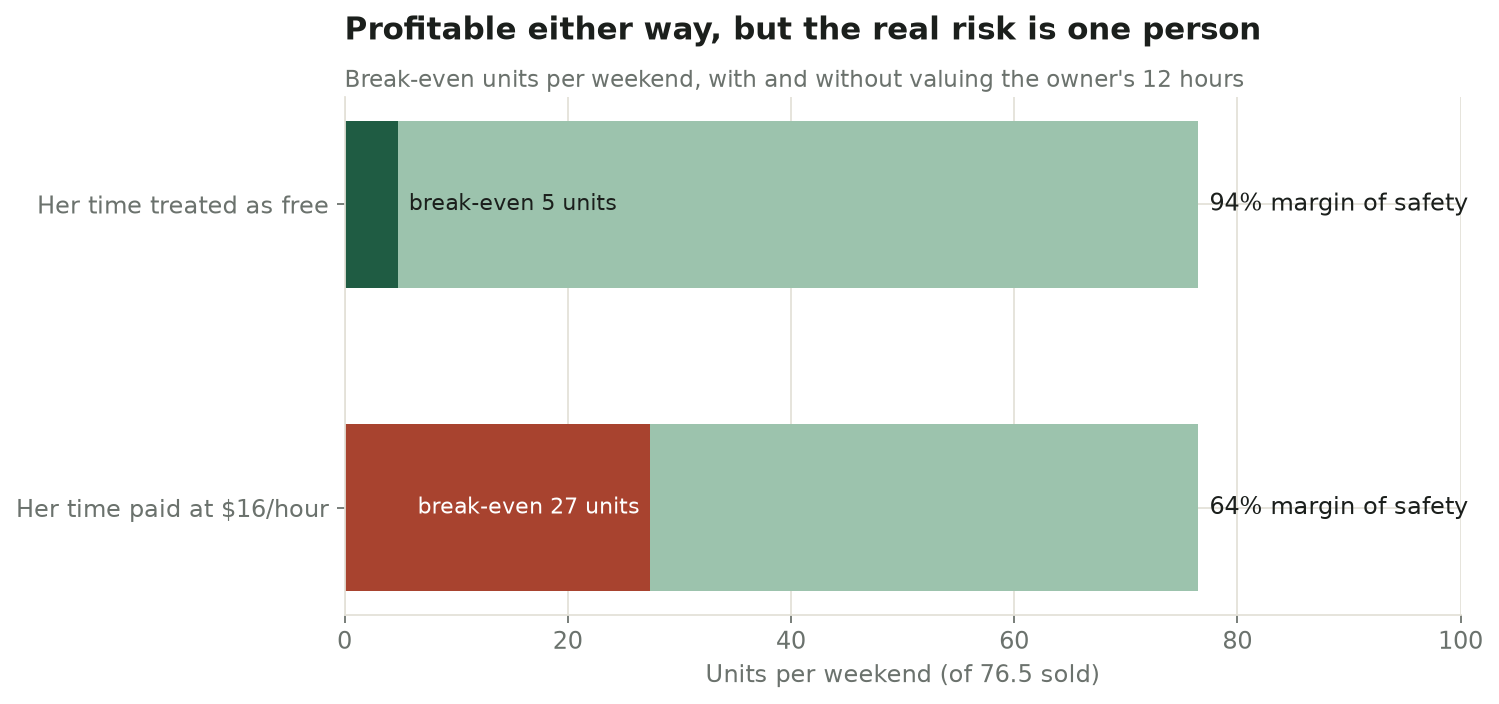 Profitable either way, but the real risk is one person
Break-even units per weekend, with and without valuing the owner's 12 hours
Her time treated as free
break-even 5 units
94% margin of safety
Her time paid at $16/hour
break-even 27 units
64% margin of safety
0 20 40 60 80 100
Units per weekend (of 76.5 sold)